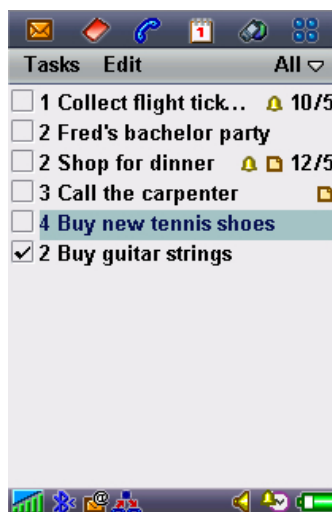 1
Tasks Edit All
1 Collect flight tick... 10/5
2 Fred's bachelor party
2 Shop for dinner 12/5
3 Call the carpenter
4 Buy new tennis shoes
2 Buy guitar strings
@